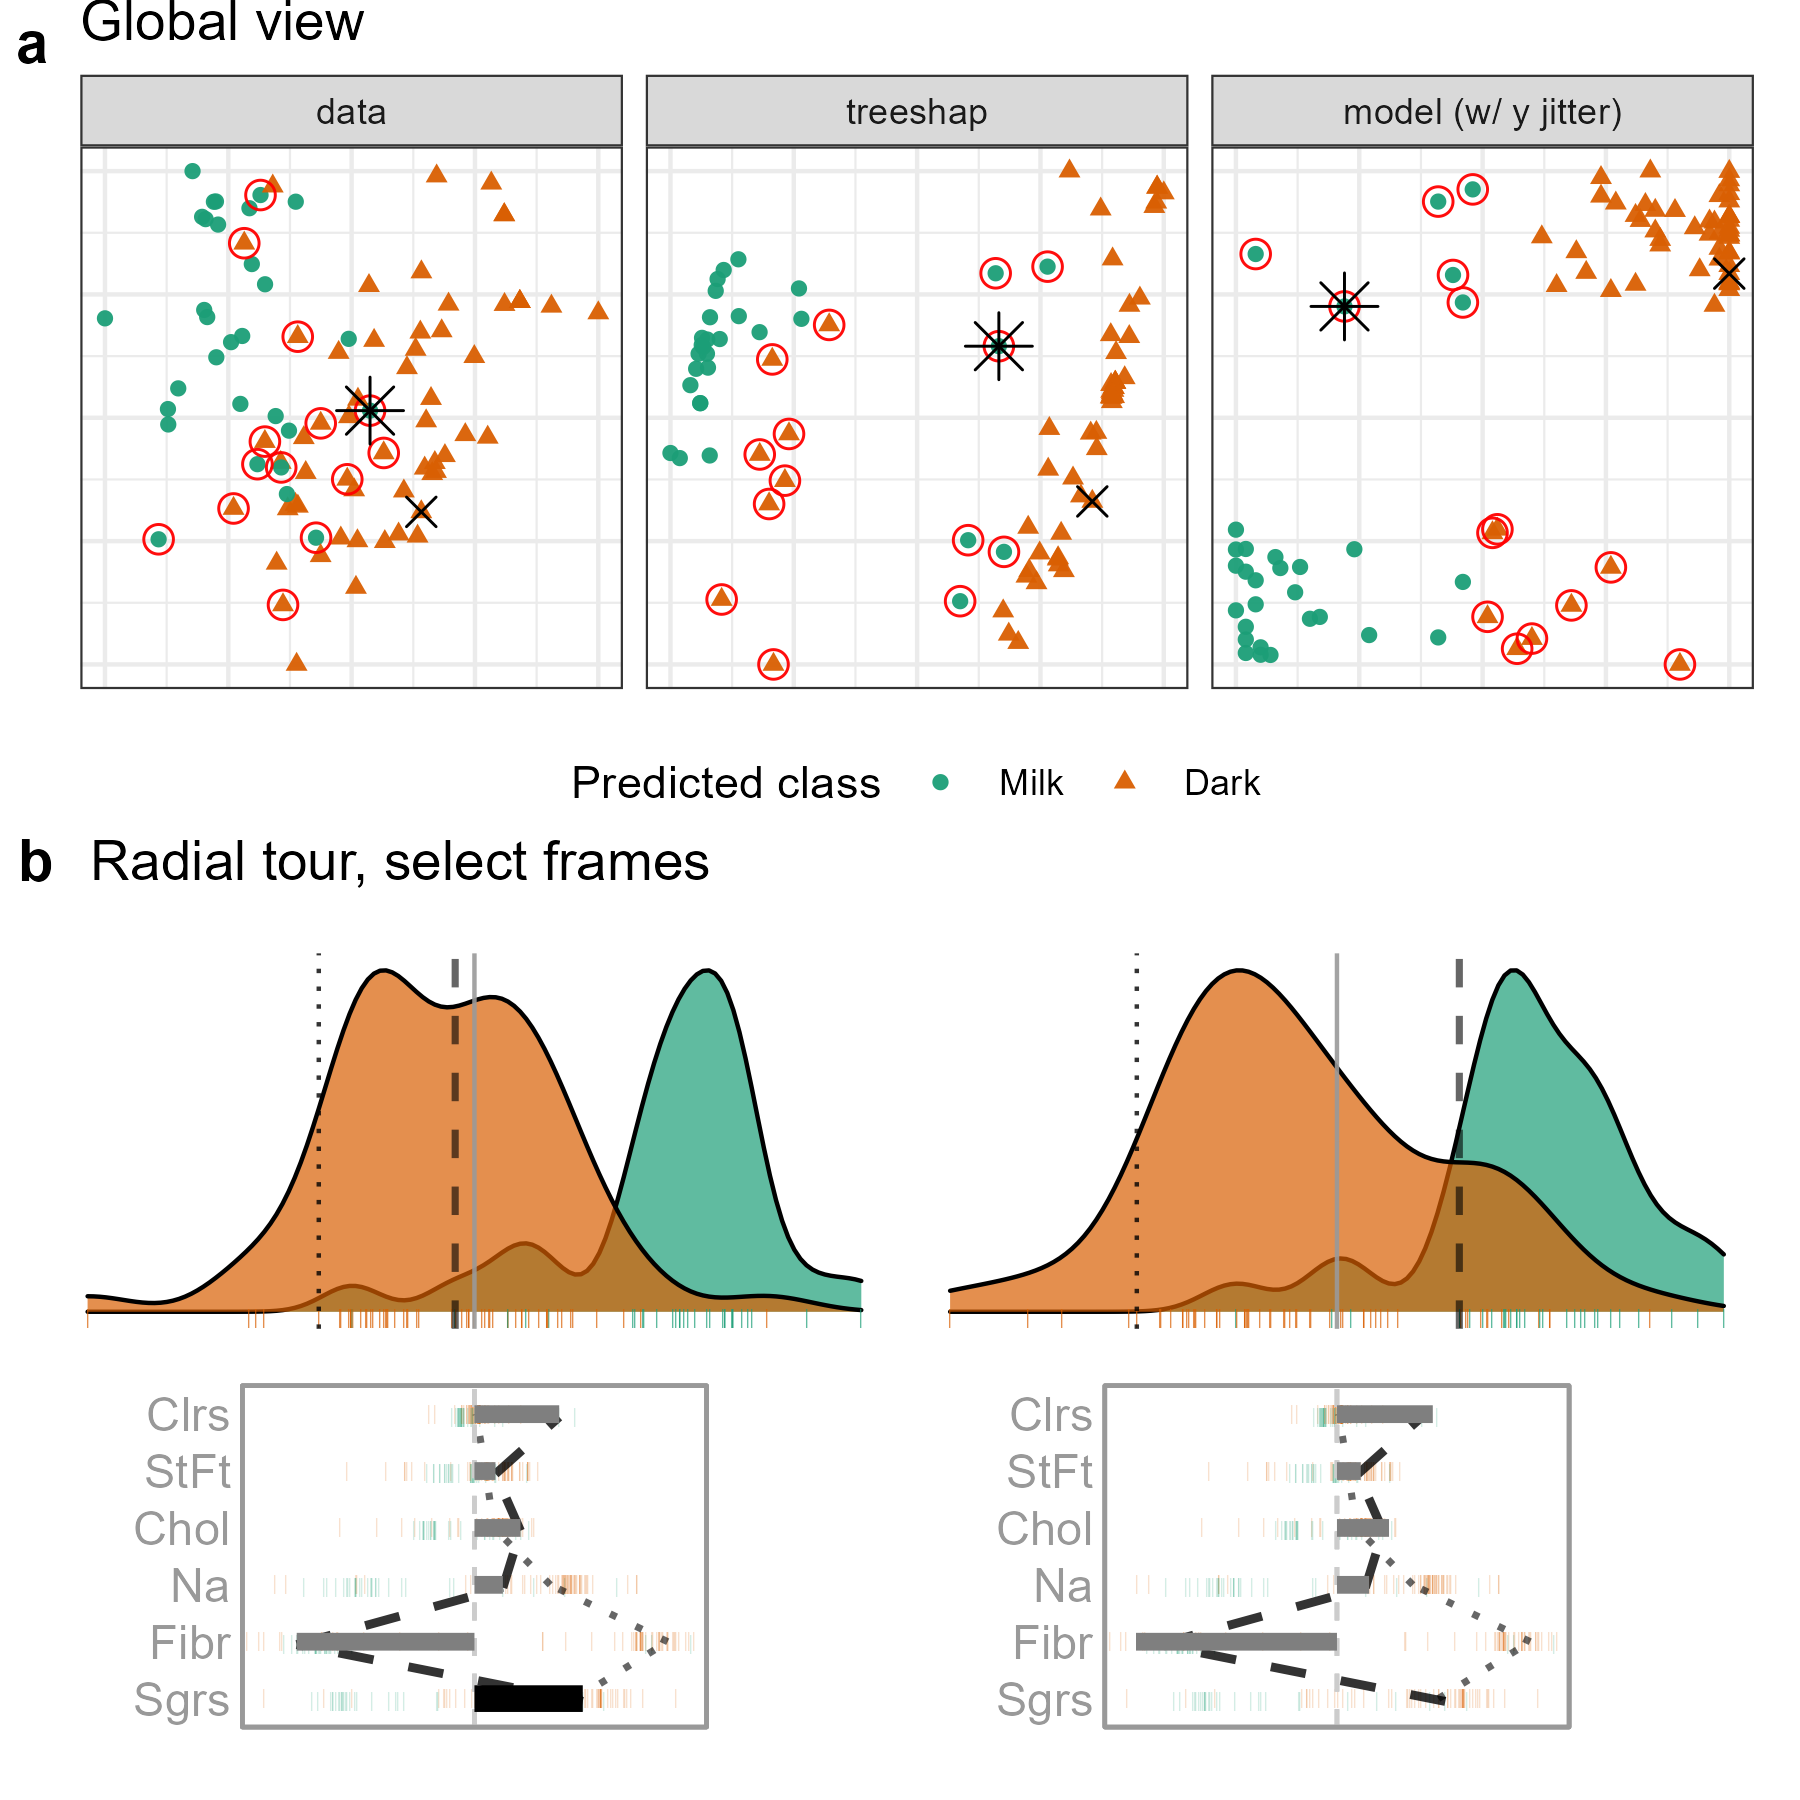 a Global view
data treeshap model (w/ y jitter)
Predicted class Milk Dark
b Radial tour, select frames
Clrs Clrs
StFt StFt
Chol Chol
Na Na
Fibr Fibr
Sgrs Sgrs